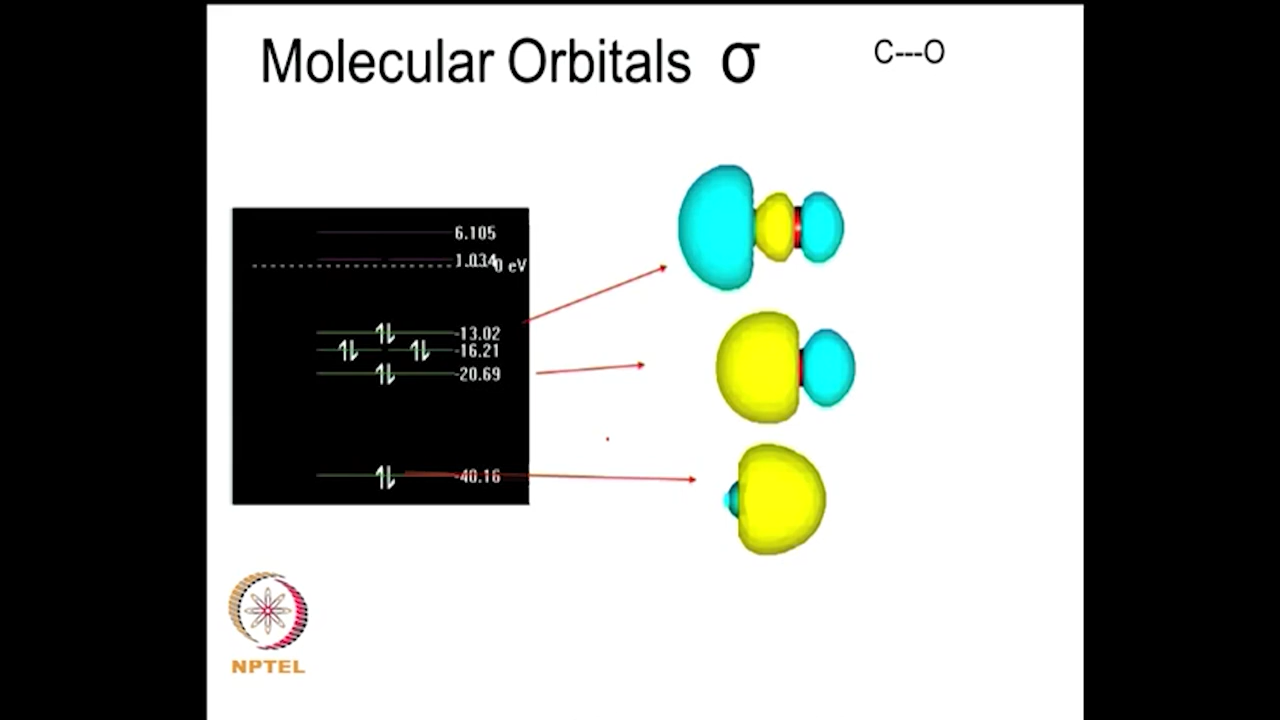 Molecular Orbitals σ
C---O
6.105
1.034
0 eV
-13.02
-16.21
-20.69
-40.16
NPTEL